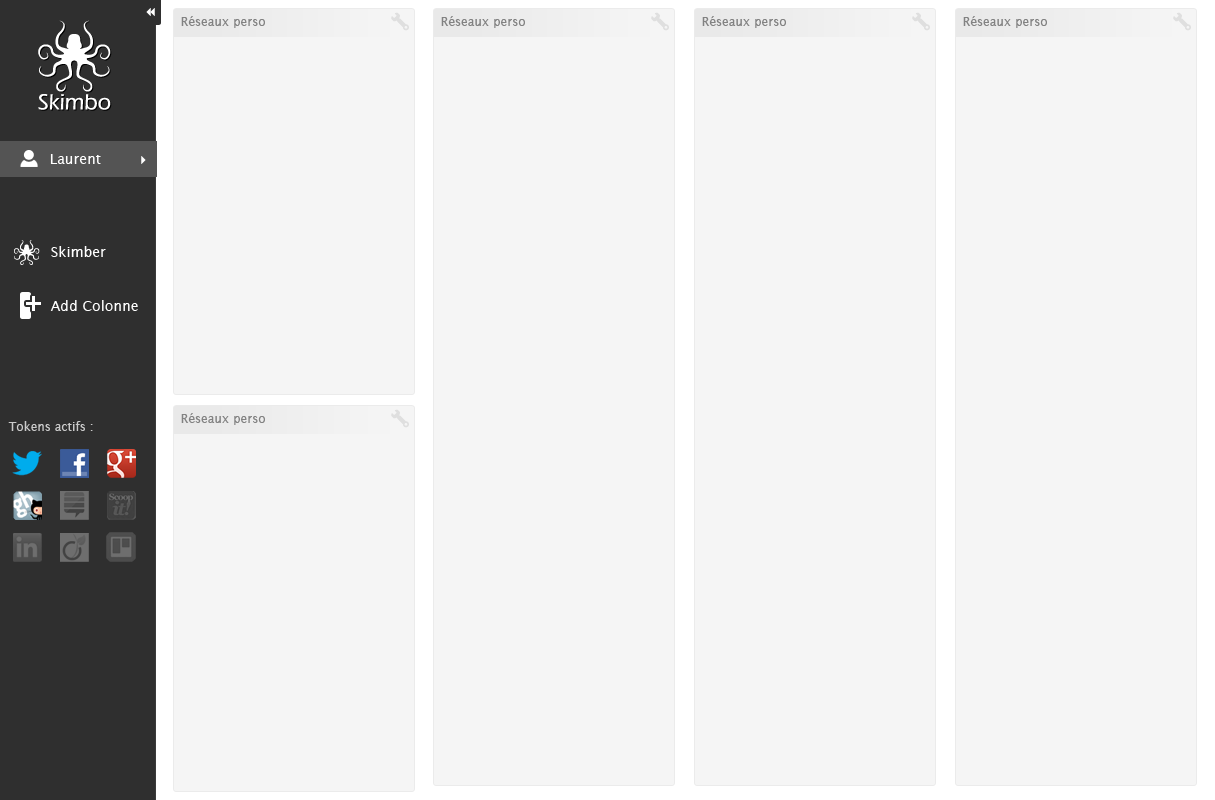 Skimbo
Laurent
Skimber
Add Colonne
Tokens actifs :
g+
Scoop
it!
in
Réseaux perso
Réseaux perso
Réseaux perso
Réseaux perso
Réseaux perso